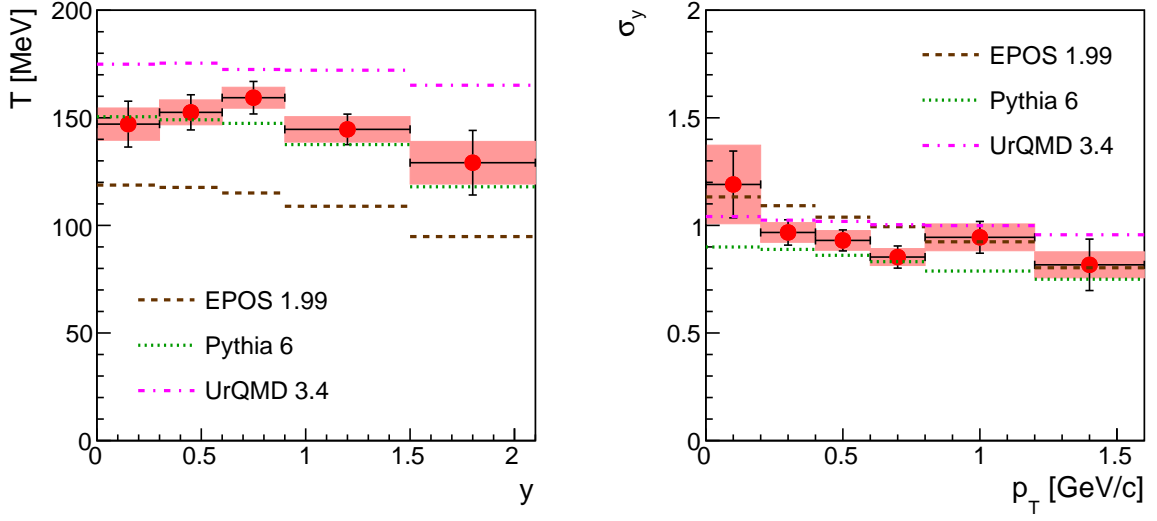 T [MeV]
200
150
100
50
0
EPOS 1.99
Pythia 6
UrQMD 3.4
0 0.5 1 1.5 2
y
σy
2
1.5
1
0.5
0
EPOS 1.99
Pythia 6
UrQMD 3.4
0 0.5 1 1.5
pT [GeV/c]